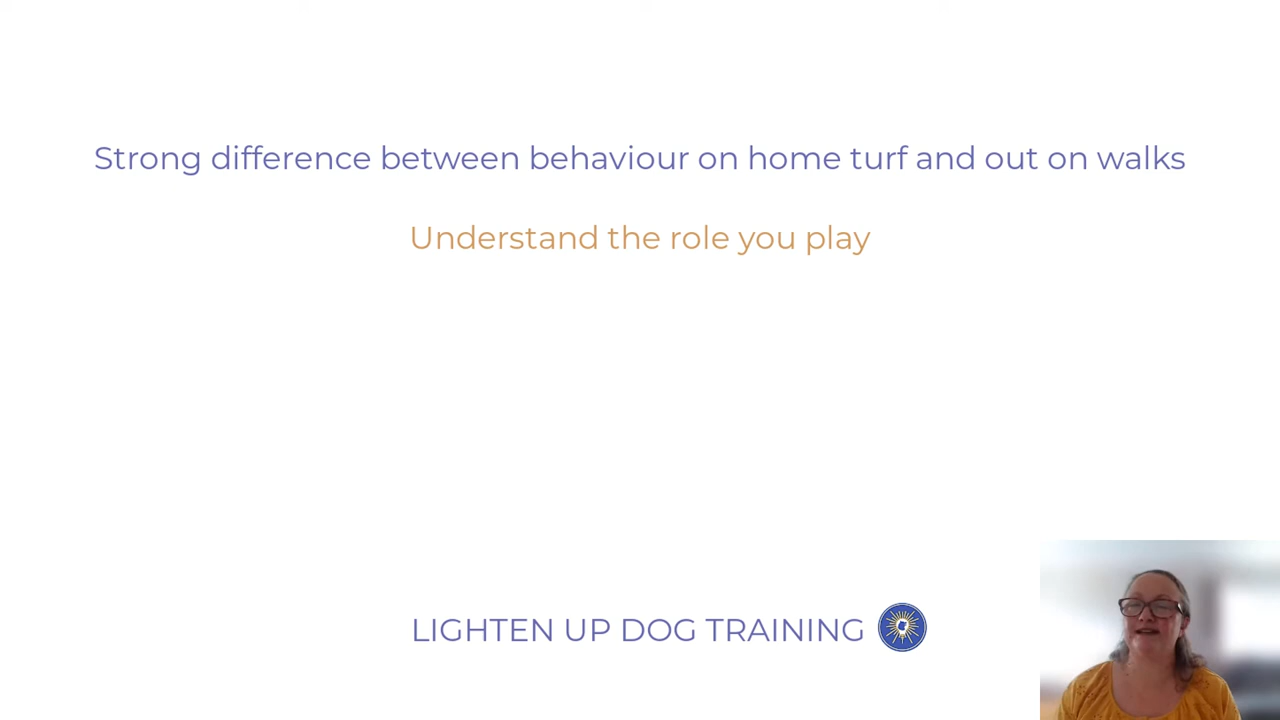 Strong difference between behaviour on home turf and out on walks
Understand the role you play
LIGHTEN UP DOG TRAINING